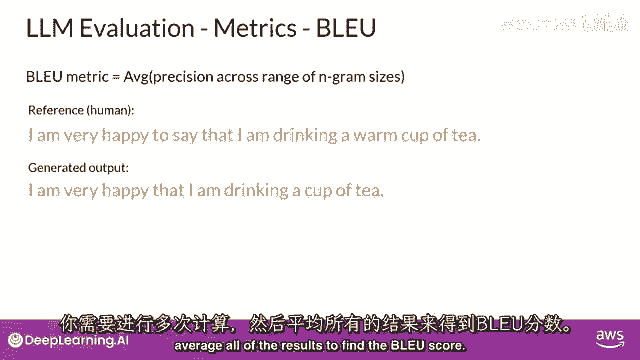 LLM Evaluation - Metrics - BLEU
BLEU metric = Avg(precision across range of n-gram sizes)
Reference (human):
I am very happy to say that I am drinking a warm cup of tea.
Generated output:
I am very happy that I am drinking a cup of tea.
你需要进行多次计算，然后平均所有的结果来得到BLEU分数。
average all of the results to find the BLEU score.
DeepLearning.AI
aws